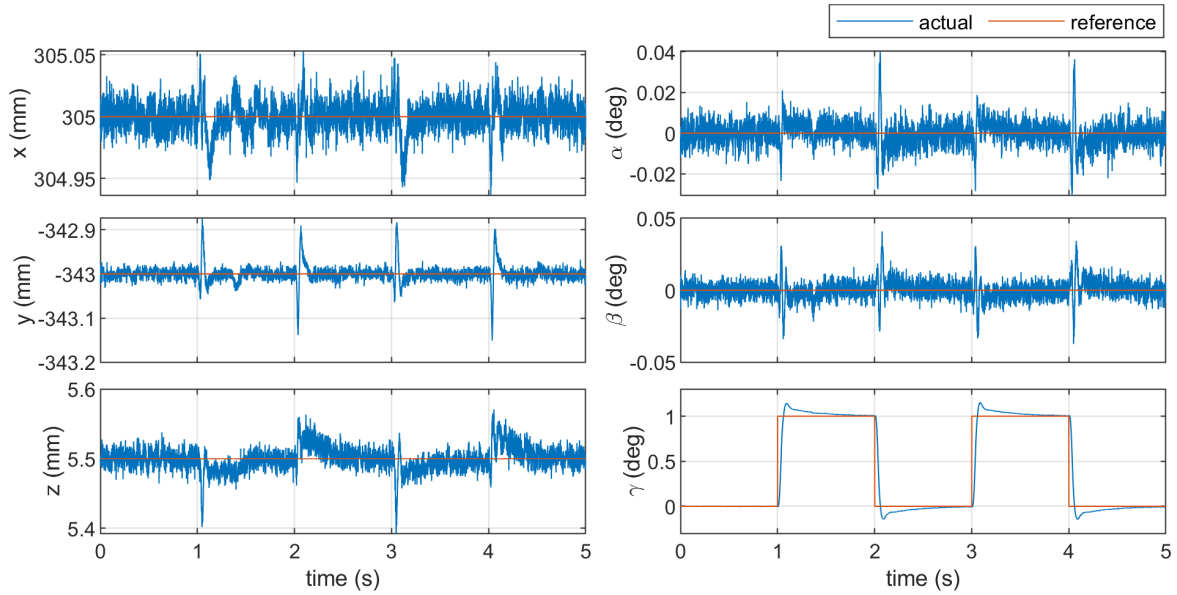 actual reference
305.05
305
304.95
x (mm)
0.04
0.02
0
-0.02
α (deg)
-342.9
-343
-343.1
-343.2
y (mm)
0.05
0
-0.05
β (deg)
5.6
5.5
5.4
z (mm)
0 1 2 3 4 5
time (s)
1
0.5
0
γ (deg)
0 1 2 3 4 5
time (s)